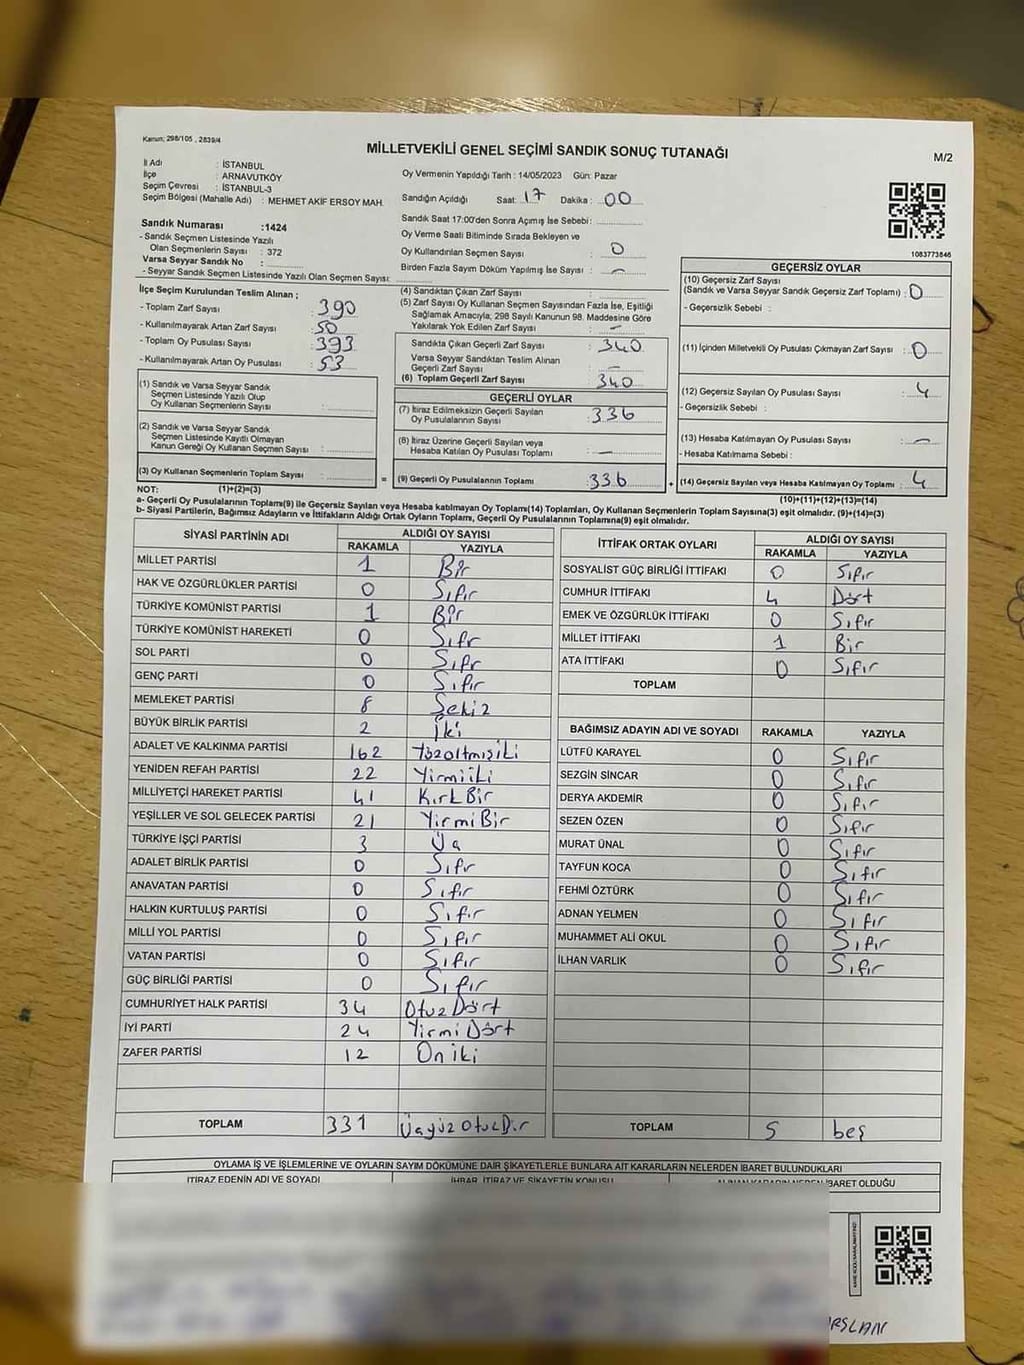 Kanun; 298/105 , 2839/4
MİLLETVEKİLİ GENEL SEÇİMİ SANDIK SONUÇ TUTANAĞI
M/2
İl Adı : İSTANBUL
İlçe : ARNAVUTKÖY
Seçim Çevresi : İSTANBUL-3
Seçim Bölgesi (Mahalle Adı) : MEHMET AKİF ERSOY MAH.
Oy Vermenin Yapıldığı Tarih : 14/05/2023 Gün: Pazar
Sandığın Açıldığı Saat: 17 Dakika : 00
Sandık Saat 17:00'den Sonra Açımış İse Sebebi :
Oy Verme Saati Bitiminde Sırada Bekleyen ve
Oy Kullandırılan Seçmen Sayısı : 0
Birden Fazla Sayım Döküm Yapılmış İse Sayısı : –
1083773846
Sandık Numarası :1424
- Sandık Seçmen Listesinde Yazılı
Olan Seçmenlerin Sayısı : 372
Varsa Seyyar Sandık No :
- Seyyar Sandık Seçmen Listesinde Yazılı Olan Seçmen Sayısı:
İlçe Seçim Kurulundan Teslim Alınan ;
- Toplam Zarf Sayısı : 390
- Kullanılmayarak Artan Zarf Sayısı : 50
- Toplam Oy Pusulası Sayısı : 393
- Kullanılmayarak Artan Oy Pusulası : 53
(1) Sandık ve Varsa Seyyar Sandık
Seçmen Listesinde Yazılı Olup
Oy Kullanan Seçmenlerin Sayısı :
(2) Sandık ve Varsa Seyyar Sandık
Seçmen Listesinde Kayıtlı Olmayan
Kanun Gereği Oy Kullanan Seçmen Sayısı :
(3) Oy Kullanan Seçmenlerin Toplam Sayısı :
(4) Sandıktan Çıkan Zarf Sayısı :
(5) Zarf Sayısı Oy Kullanan Seçmen Sayısından Fazla İse, Eşitliği
Sağlamak Amacıyla; 298 Sayılı Kanunun 98. Maddesine Göre
Yakılarak Yok Edilen Zarf Sayısı : –
Sandıkta Çıkan Geçerli Zarf Sayısı : 340
Varsa Seyyar Sandıktan Teslim Alınan
Geçerli Zarf Sayısı : –
(6) Toplam Geçerli Zarf Sayısı : 340
GEÇERLİ OYLAR
(7) İtiraz Edilmeksizin Geçerli Sayılan
Oy Pusulalarının Sayısı : 336
(8) İtiraz Üzerine Geçerli Sayılan veya
Hesaba Katılan Oy Pusulası Toplamı : –
= (9) Geçerli Oy Pusulalarının Toplamı : 336 +
GEÇERSİZ OYLAR
(10) Geçersiz Zarf Sayısı
(Sandık ve Varsa Seyyar Sandık Geçersiz Zarf Toplamı) : 0
- Geçersizlik Sebebi :
(11) İçinden Milletvekili Oy Pusulası Çıkmayan Zarf Sayısı : 0
(12) Geçersiz Sayılan Oy Pusulası Sayısı : 4
- Geçersizlik Sebebi :
(13) Hesaba Katılmayan Oy Pusulası Sayısı : –
- Hesaba Katılmama Sebebi :
(14) Geçersiz Sayılan veya Hesaba Katılmayan Oy Toplamı : 4
NOT: (1)+(2)=(3) (10)+(11)+(12)+(13)=(14)
a- Geçerli Oy Pusulalarının Toplamı(9) ile Geçersiz Sayılan veya Hesaba katılmayan Oy Toplamı(14) Toplamları, Oy Kullanan Seçmenlerin Toplam Sayısına(3) eşit olmalıdır. (9)+(14)=(3)
b- Siyasi Partilerin, Bağımsız Adayların ve İttifakların Aldığı Ortak Oyların Toplamı, Geçerli Oy Pusulalarının Toplamına(9) eşit olmalıdır.
SİYASİ PARTİNİN ADI ALDIĞI OY SAYISI
RAKAMLA YAZIYLA
MİLLET PARTİSİ 1 Bir
HAK VE ÖZGÜRLÜKLER PARTİSİ 0 Sıfır
TÜRKİYE KOMÜNİST PARTİSİ 1 Bir
TÜRKİYE KOMÜNİST HAREKETİ 0 Sıfr
SOL PARTİ 0 Sıfr
GENÇ PARTİ 0 Sıfır
MEMLEKET PARTİSİ 8 Sekiz
BÜYÜK BİRLİK PARTİSİ 2 İki
ADALET VE KALKINMA PARTİSİ 162
YENİDEN REFAH PARTİSİ 22 Yirmiiki
MİLLİYETÇİ HAREKET PARTİSİ 41 Kırk Bir
YEŞİLLER VE SOL GELECEK PARTİSİ 21 Yirmi Bir
TÜRKİYE İŞÇİ PARTİSİ 3 Üç
ADALET BİRLİK PARTİSİ 0 Sıfır
ANAVATAN PARTİSİ 0 Sıfır
HALKIN KURTULUŞ PARTİSİ 0 Sıfır
MİLLİ YOL PARTİSİ 0 Sıfır
VATAN PARTİSİ 0 Sıfır
GÜÇ BİRLİĞİ PARTİSİ 0 Sıfır
CUMHURİYET HALK PARTİSİ 34 Otuz Dört
İYİ PARTİ 24 Yirmi Dört
ZAFER PARTİSİ 12 On iki
TOPLAM 331 Üçyüz Otuz Bir
İTTİFAK ORTAK OYLARI ALDIĞI OY SAYISI
RAKAMLA YAZIYLA
SOSYALİST GÜÇ BİRLİĞİ İTTİFAKI 0 Sıfır
CUMHUR İTTİFAKI 4 Dört
EMEK VE ÖZGÜRLÜK İTTİFAKI 0 Sıfır
MİLLET İTTİFAKI 1 Bir
ATA İTTİFAKI 0 Sıfır
TOPLAM
BAĞIMSIZ ADAYIN ADI VE SOYADI RAKAMLA YAZIYLA
LÜTFÜ KARAYEL 0 Sıfır
SEZGİN SİNCAR 0 Sıfır
DERYA AKDEMİR 0 Sıfır
SEZEN ÖZEN 0 Sıfır
MURAT ÜNAL 0 Sıfır
TAYFUN KOCA 0 Sıfır
FEHMİ ÖZTÜRK 0 Sıfır
ADNAN YELMEN 0 Sıfır
MUHAMMET ALİ OKUL 0 Sıfır
İLHAN VARLIK 0 Sıfır
TOPLAM 5 beş
OYLAMA İŞ VE İŞLEMLERİNE VE OYLARIN SAYIM DÖKÜMÜNE DAİR ŞİKAYETLERLE BUNLARA AİT KARARLARIN NELERDEN İBARET BULUNDUKLARI
İTİRAZ EDENİN ADI VE SOYADI İHBAR, İTİRAZ VE ŞİKAYETİN KONUSU ALINAN KARARIN NEDEN İBARET OLDUĞU